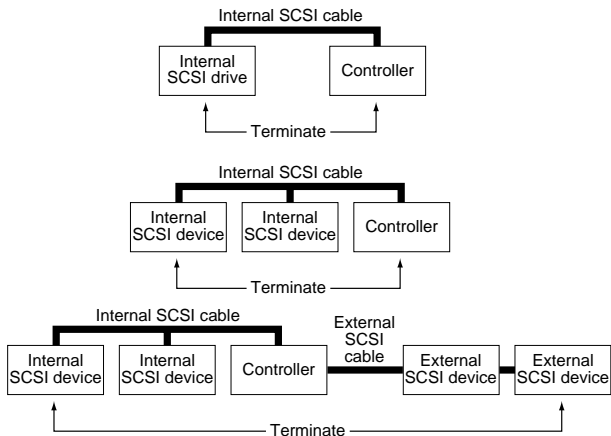 Internal SCSI cable
Internal
SCSI drive
Controller
Terminate
Internal SCSI cable
Internal
SCSI device
Internal
SCSI device
Controller
Terminate
Internal SCSI cable
External
SCSI
cable
Internal
SCSI device
Internal
SCSI device
Controller
External
SCSI device
External
SCSI device
Terminate